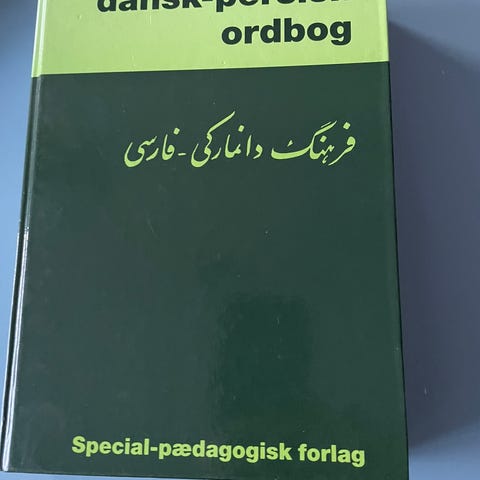 dansk-persisk
ordbog
فرهنگ دانمارکی - فارسی
Special-pædagogisk forlag